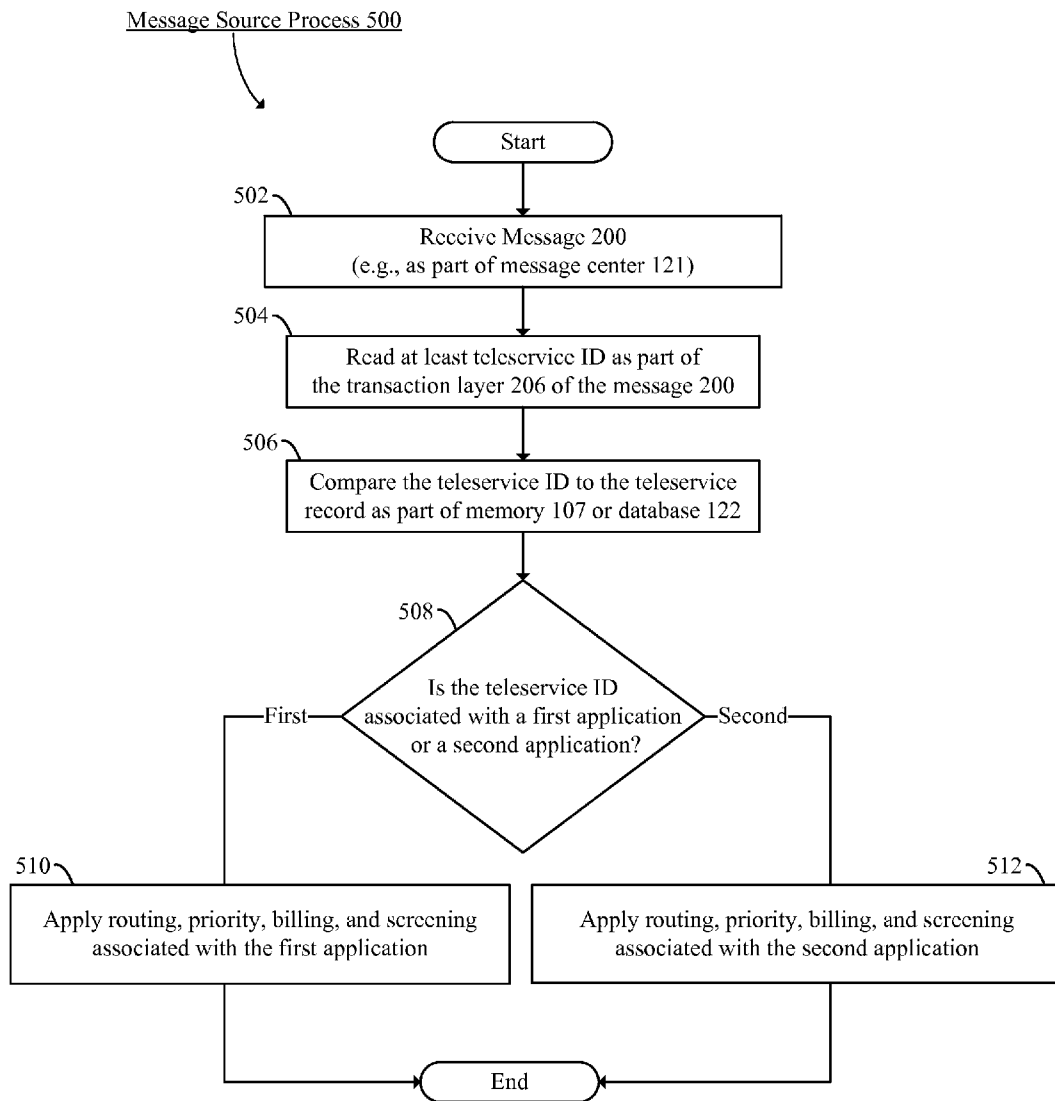 Message Source Process 500
Start
502
Receive Message 200
(e.g., as part of message center 121)
504
Read at least teleservice ID as part of
the transaction layer 206 of the message 200
506
Compare the teleservice ID to the teleservice
record as part of memory 107 or database 122
508
Is the teleservice ID
associated with a first application
or a second application?
First
Second
510
Apply routing, priority, billing, and screening
associated with the first application
512
Apply routing, priority, billing, and screening
associated with the second application
End